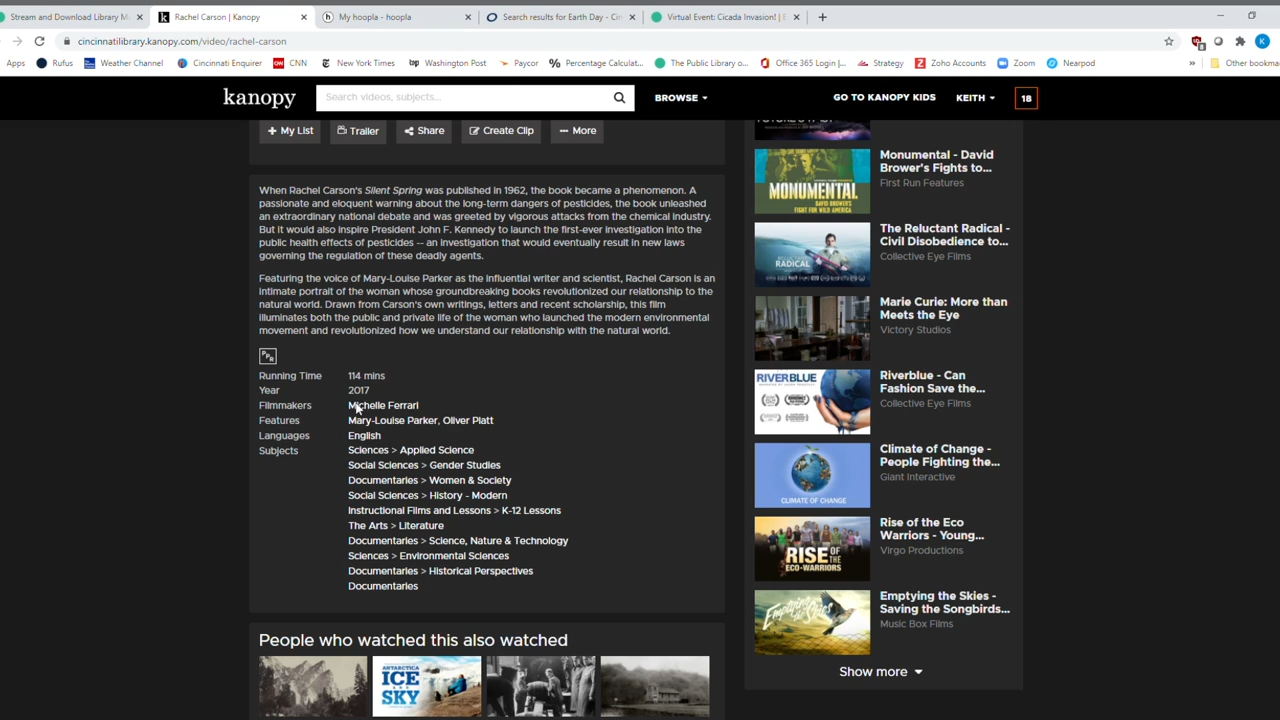 Stream and Download Library M
Rachel Carson | Kanopy
My hoopla - hoopla
Search results for Earth Day - Cin
Virtual Event: Cicada Invasion! | E
cincinnatilibrary.kanopy.com/video/rachel-carson
Apps
Rufus
Weather Channel
Cincinnati Enquirer
CNN
New York Times
Washington Post
Paycor
Percentage Calculat...
The Public Library o...
Office 365 Login |...
Strategy
Zoho Accounts
Zoom
Nearpod
Other bookma
kanopy
Search videos, subjects...
BROWSE
GO TO KANOPY KIDS
KEITH
18
+ My List
Trailer
Share
Create Clip
More
When Rachel Carson's Silent Spring was published in 1962, the book became a phenomenon. A
passionate and eloquent warning about the long-term dangers of pesticides, the book unleashed
an extraordinary national debate and was greeted by vigorous attacks from the chemical industry.
But it would also inspire President John F. Kennedy to launch the first-ever investigation into the
public health effects of pesticides -- an investigation that would eventually result in new laws
governing the regulation of these deadly agents.
Featuring the voice of Mary-Louise Parker as the influential writer and scientist, Rachel Carson is an
intimate portrait of the woman whose groundbreaking books revolutionized our relationship to the
natural world. Drawn from Carson's own writings, letters and recent scholarship, this film
illuminates both the public and private life of the woman who launched the modern environmental
movement and revolutionized how we understand our relationship with the natural world.
PPR
Running Time 114 mins
Year 2017
Filmmakers Michelle Ferrari
Features Mary-Louise Parker, Oliver Platt
Languages English
Subjects Sciences > Applied Science
Social Sciences > Gender Studies
Documentaries > Women & Society
Social Sciences > History - Modern
Instructional Films and Lessons > K-12 Lessons
The Arts > Literature
Documentaries > Science, Nature & Technology
Sciences > Environmental Sciences
Documentaries > Historical Perspectives
Documentaries
People who watched this also watched
ANTARCTICA
ICE
AND
SKY
MONUMENTAL
DAVID BROWER'S
FIGHT FOR WILD AMERICA
Monumental - David
Brower's Fights to...
First Run Features
RADICAL
The Reluctant Radical -
Civil Disobedience to...
Collective Eye Films
Marie Curie: More than
Meets the Eye
Victory Studios
RIVERBLUE
Riverblue - Can
Fashion Save the...
Collective Eye Films
CLIMATE OF CHANGE
Climate of Change -
People Fighting the...
Giant Interactive
RISE OF THE
ECO-WARRIORS
Rise of the Eco
Warriors - Young...
Virgo Productions
Emptying the Skies
Emptying the Skies -
Saving the Songbirds...
Music Box Films
Show more